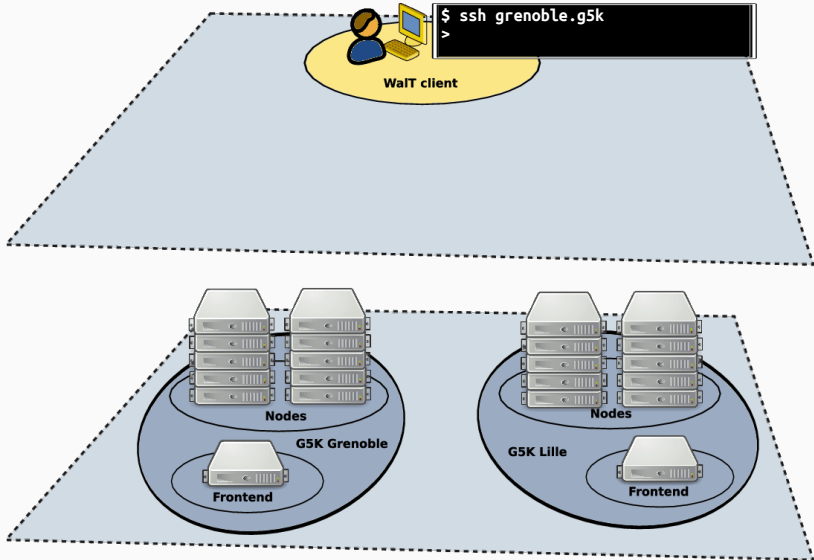 $ ssh grenoble.g5k
>
WalT client
Nodes
G5K Grenoble
Frontend
Nodes
G5K Lille
Frontend